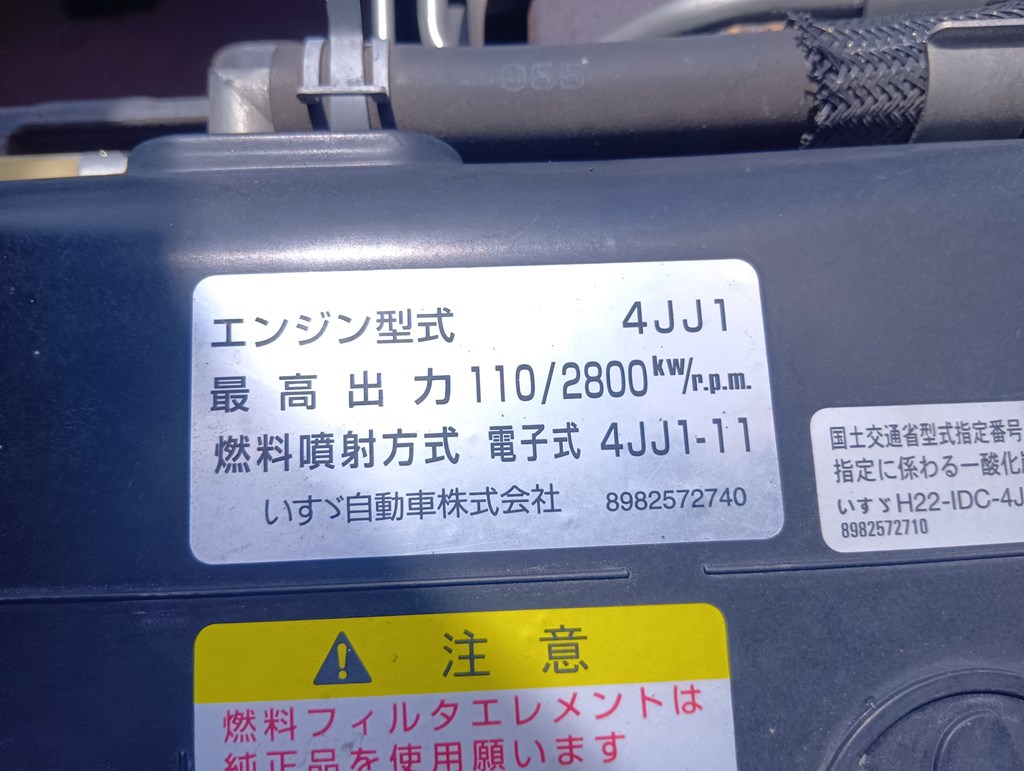 エンジン型式 4JJ1
最高出力 110/2800kw/r.p.m.
燃料噴射方式 電子式 4JJ1-11
いすゞ自動車株式会社 8982572740
国土交通省型式指定番号
指定に係わる一酸化
いすゞH22-IDC-4J
8982572710
注意
燃料フィルタエレメントは
純正品を使用願います